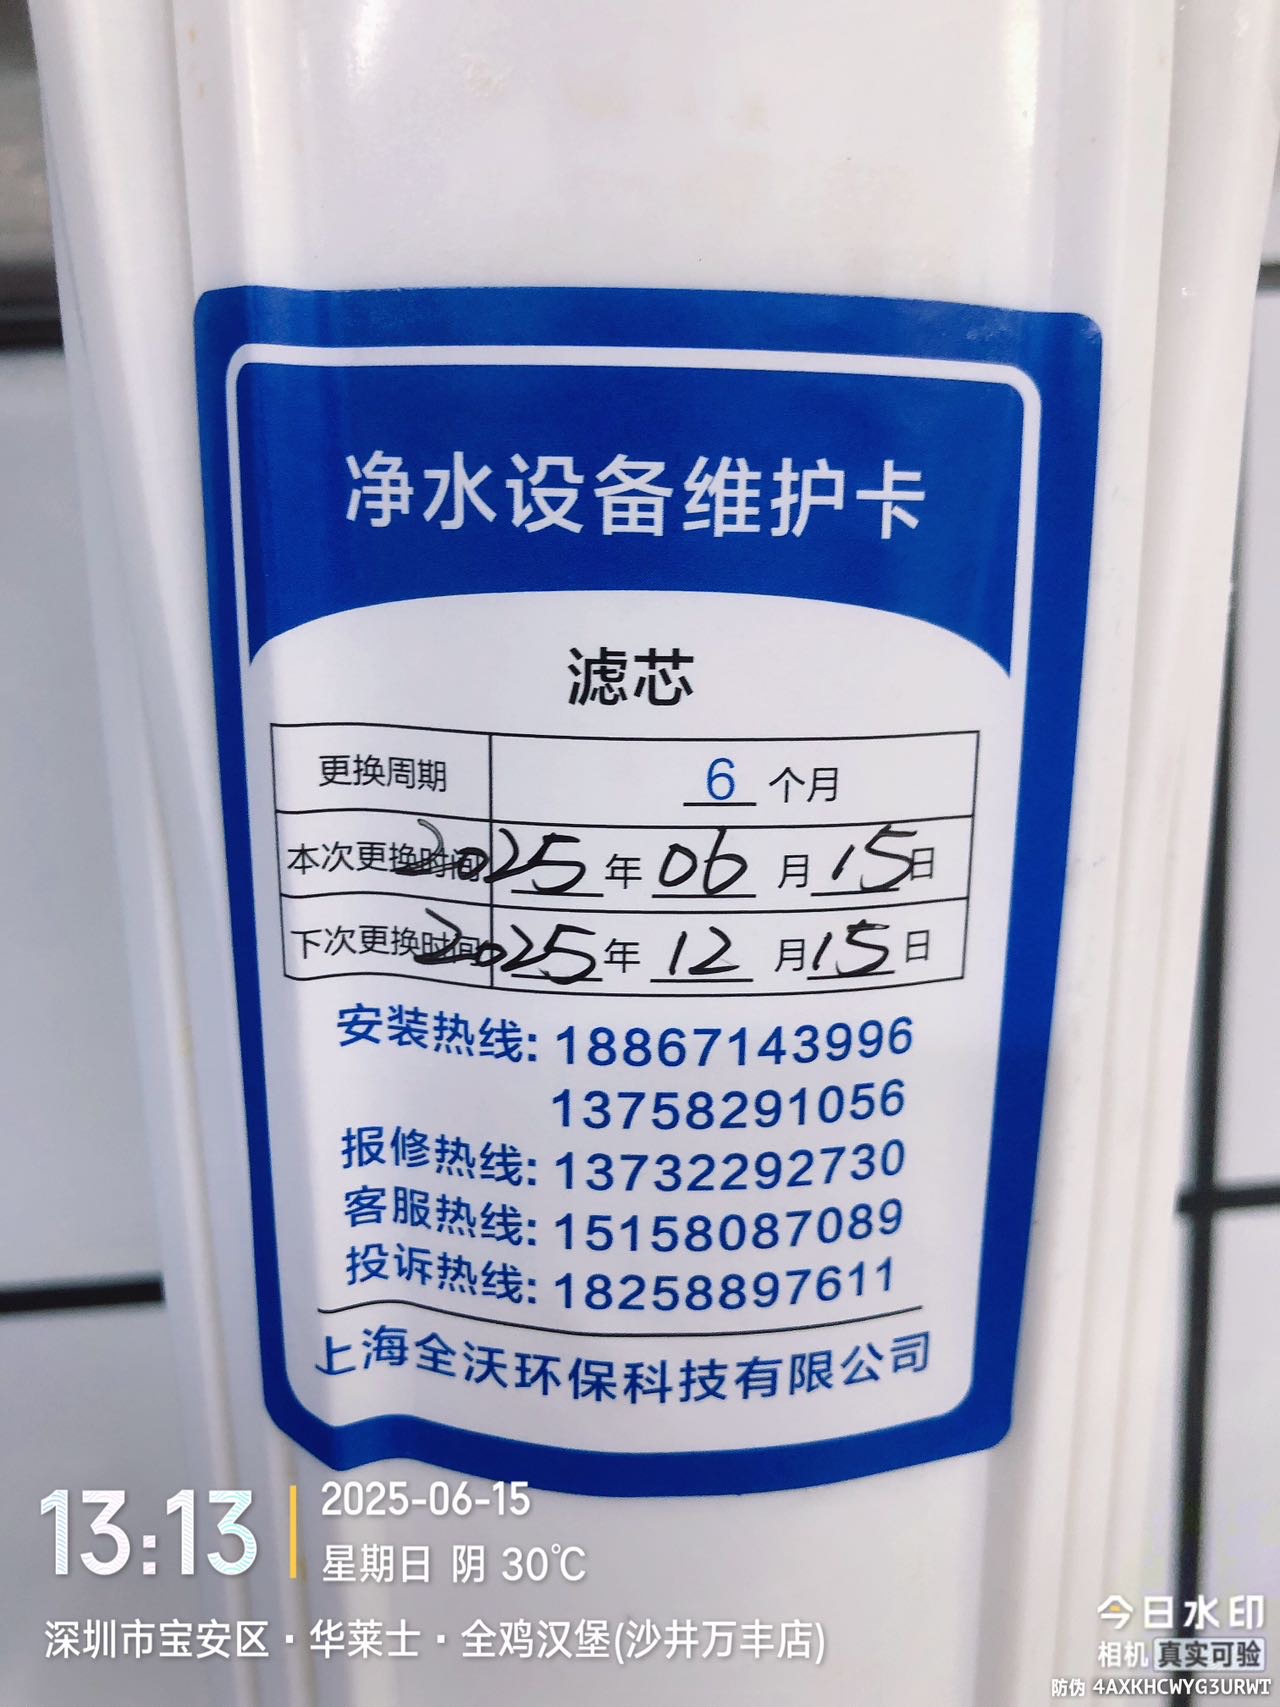 净水设备维护卡
滤芯
更换周期 6 个月
本次更换时间 2025 年 06 月 15 日
下次更换时间 2025 年 12 月 15 日
安装热线: 18867143996
13758291056
报修热线: 13732292730
客服热线: 15158087089
投诉热线: 18258897611
上海全沃环保科技有限公司
13:13
2025-06-15
星期日 阴 30℃
深圳市宝安区·华莱士·全鸡汉堡(沙井万丰店)
今日水印
相机 真实可验
防伪 4AXKHCWYG3URWT